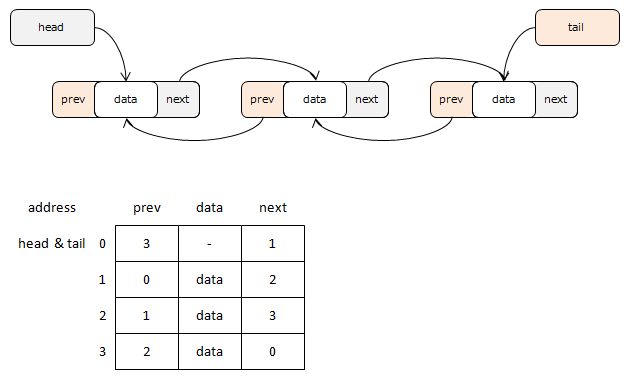 head tail
prev data next prev data next prev data next
address prev data next
head & tail 0 3 - 1
1 0 data 2
2 1 data 3
3 2 data 0